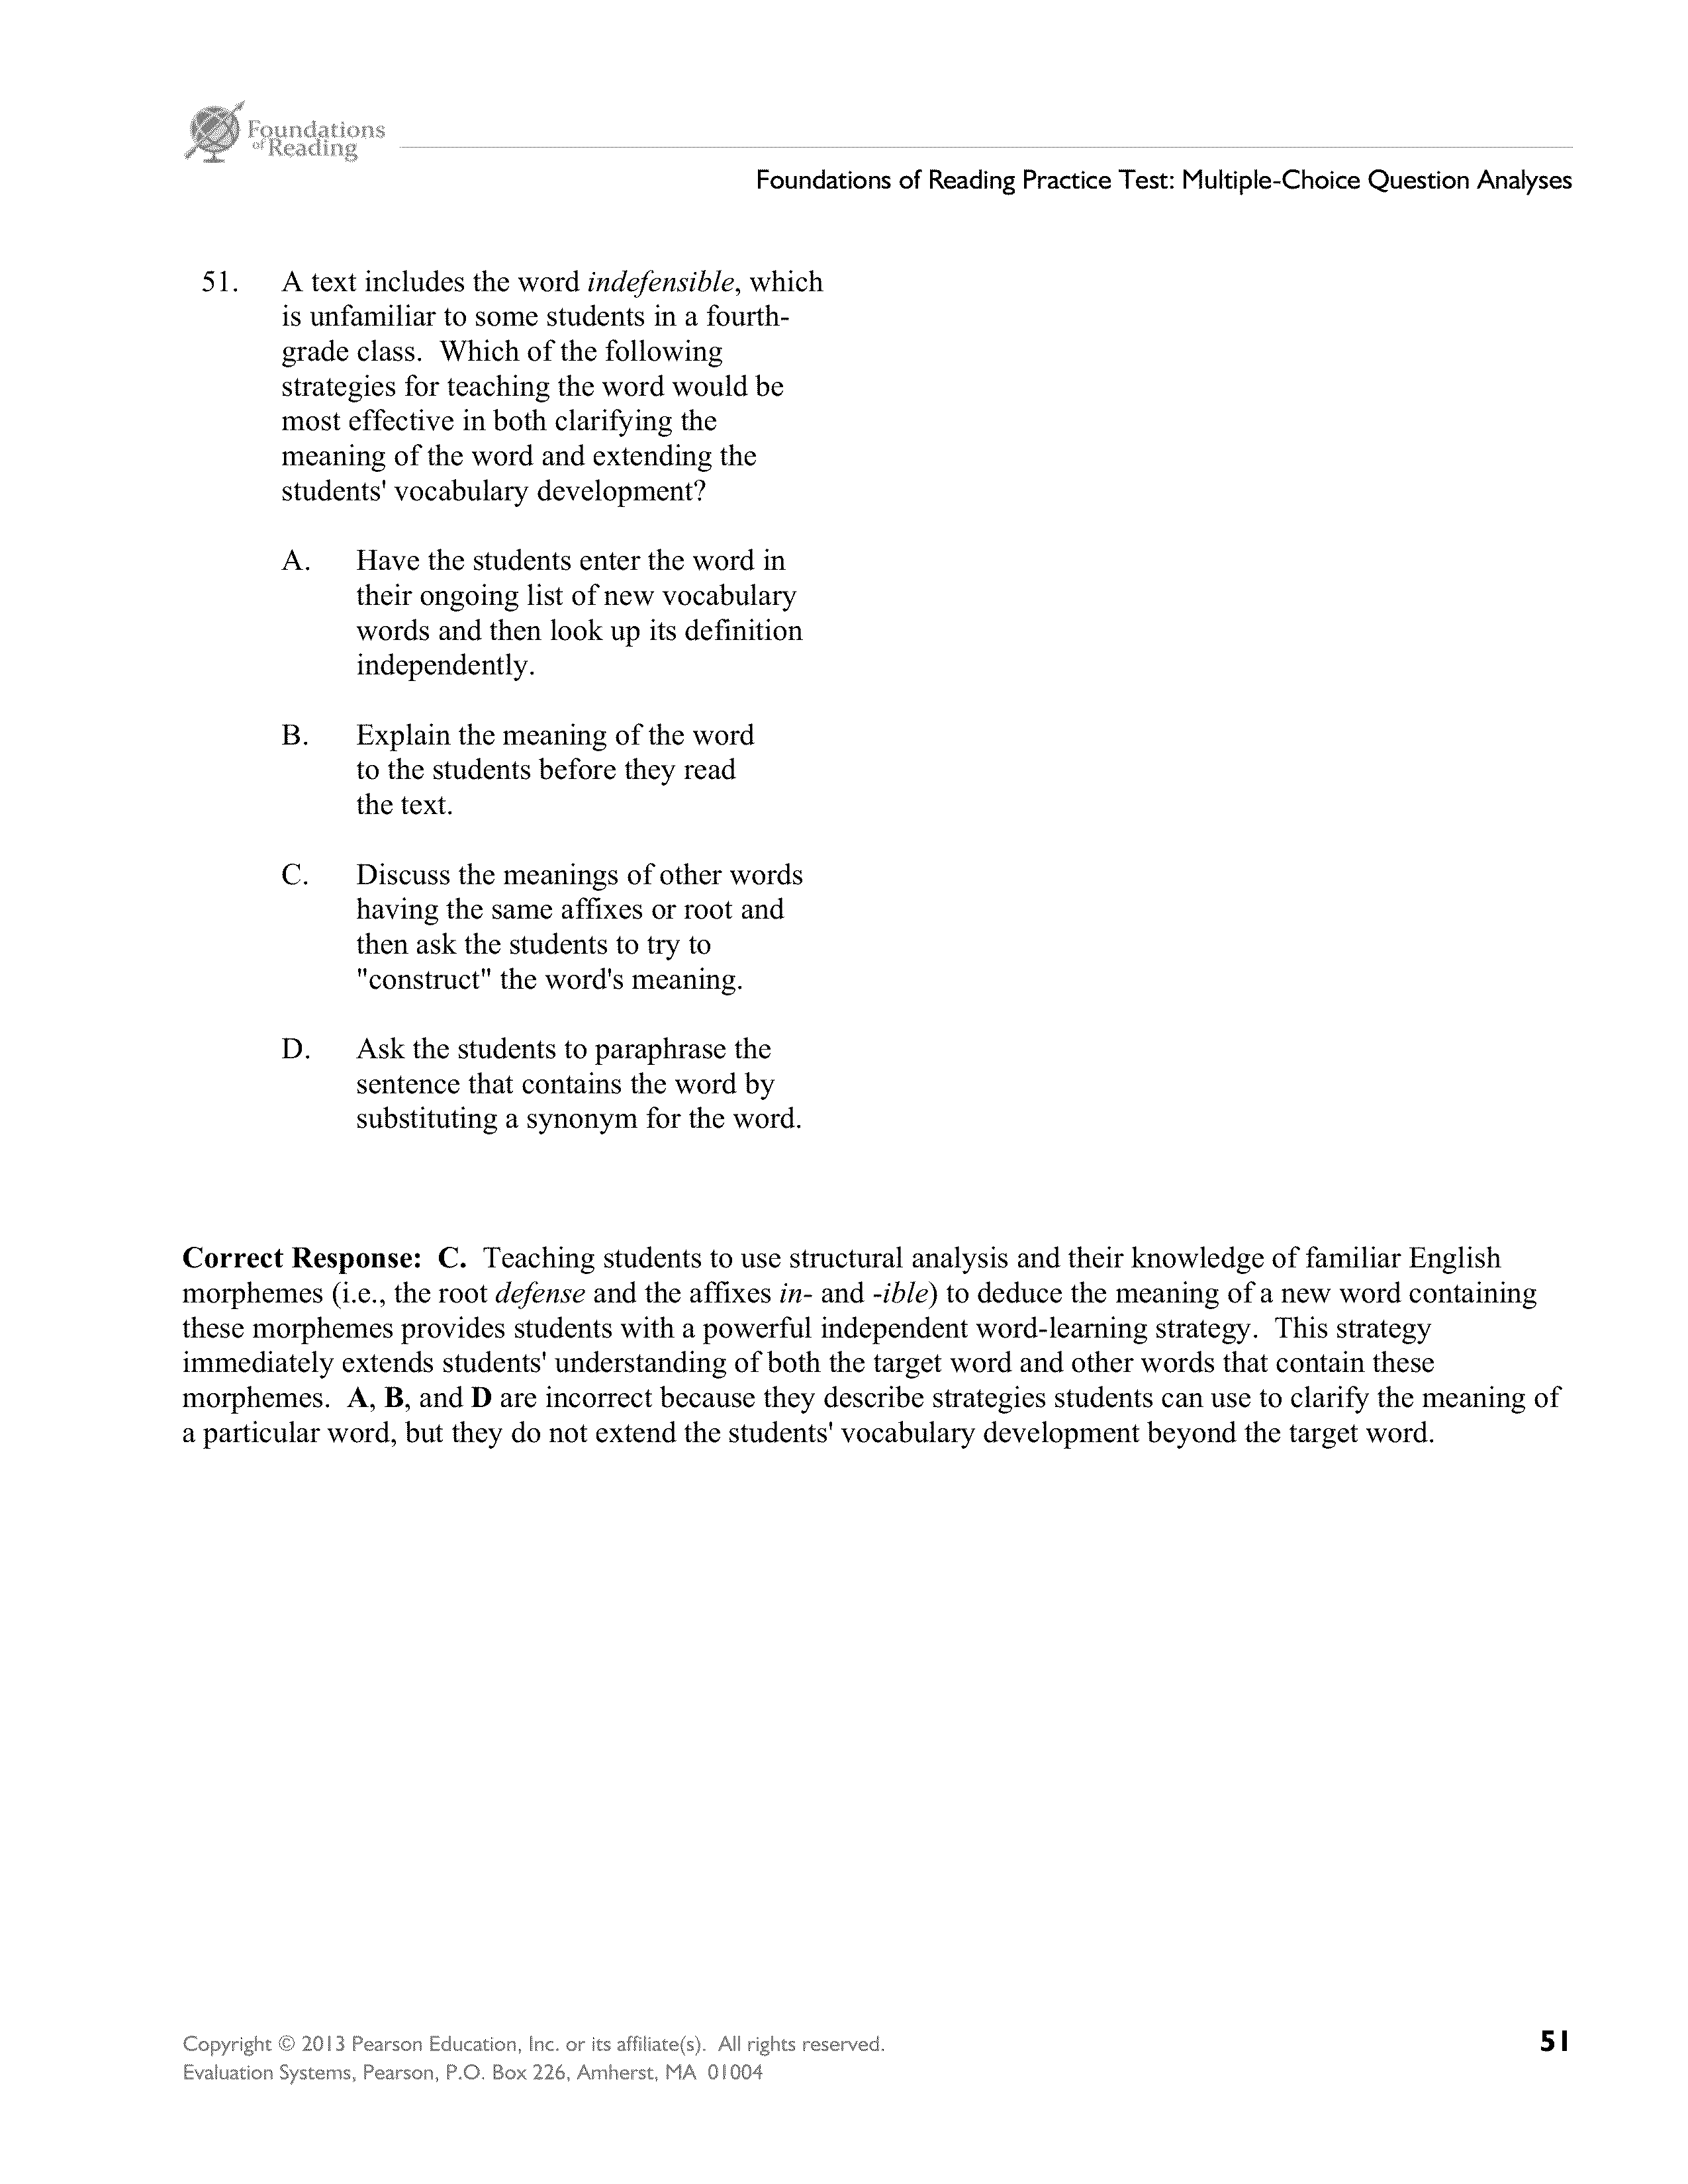 Foundations
of Reading
Foundations of Reading Practice Test: Multiple-Choice Question Analyses
51. A text includes the word indefensible, which
is unfamiliar to some students in a fourth-
grade class. Which of the following
strategies for teaching the word would be
most effective in both clarifying the
meaning of the word and extending the
students' vocabulary development?
A. Have the students enter the word in
their ongoing list of new vocabulary
words and then look up its definition
independently.
B. Explain the meaning of the word
to the students before they read
the text.
C. Discuss the meanings of other words
having the same affixes or root and
then ask the students to try to
"construct" the word's meaning.
D. Ask the students to paraphrase the
sentence that contains the word by
substituting a synonym for the word.
Correct Response: C. Teaching students to use structural analysis and their knowledge of familiar English
morphemes (i.e., the root defense and the affixes in- and -ible) to deduce the meaning of a new word containing
these morphemes provides students with a powerful independent word-learning strategy. This strategy
immediately extends students' understanding of both the target word and other words that contain these
morphemes. A, B, and D are incorrect because they describe strategies students can use to clarify the meaning of
a particular word, but they do not extend the students' vocabulary development beyond the target word.
Copyright © 2013 Pearson Education, Inc. or its affiliate(s). All rights reserved.
Evaluation Systems, Pearson, P.O. Box 226, Amherst, MA 01004
51